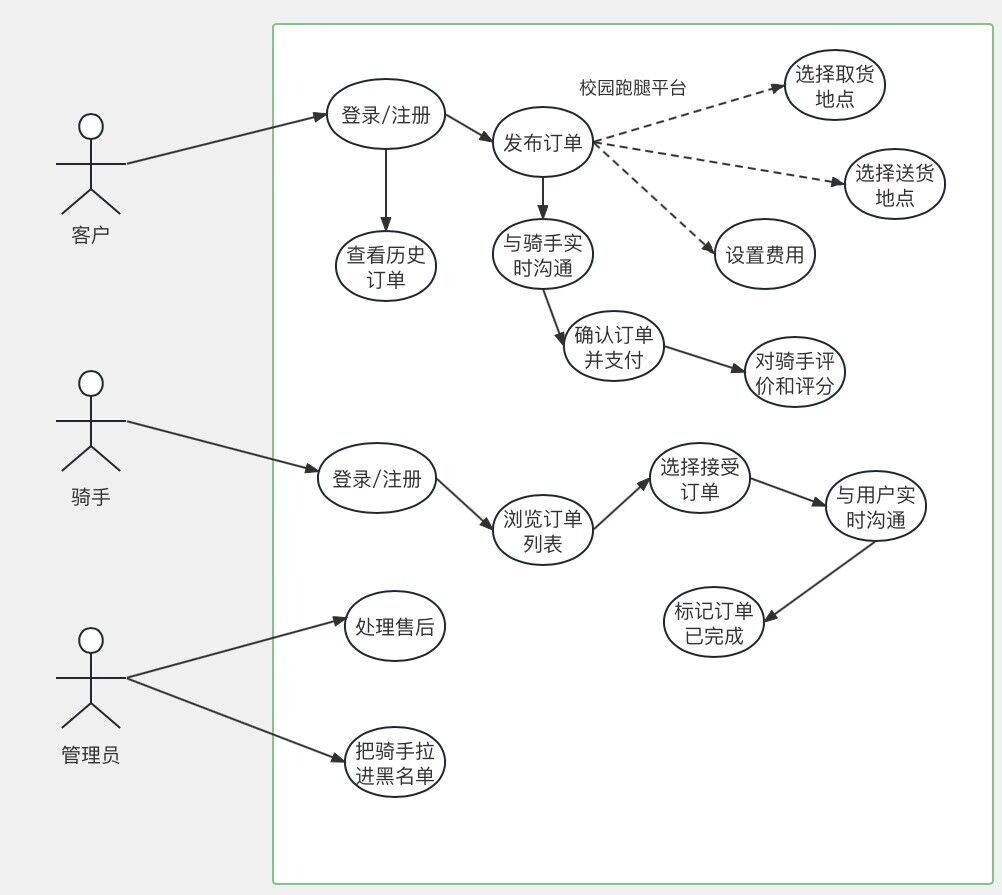 校园跑腿平台
客户
登录/注册
发布订单
选择取货
地点
选择送货
地点
设置费用
查看历史
订单
与骑手实
时沟通
确认订单
并支付
对骑手评
价和评分
骑手
登录/注册
浏览订单
列表
选择接受
订单
与用户实
时沟通
标记订单
已完成
管理员
处理售后
把骑手拉
进黑名单